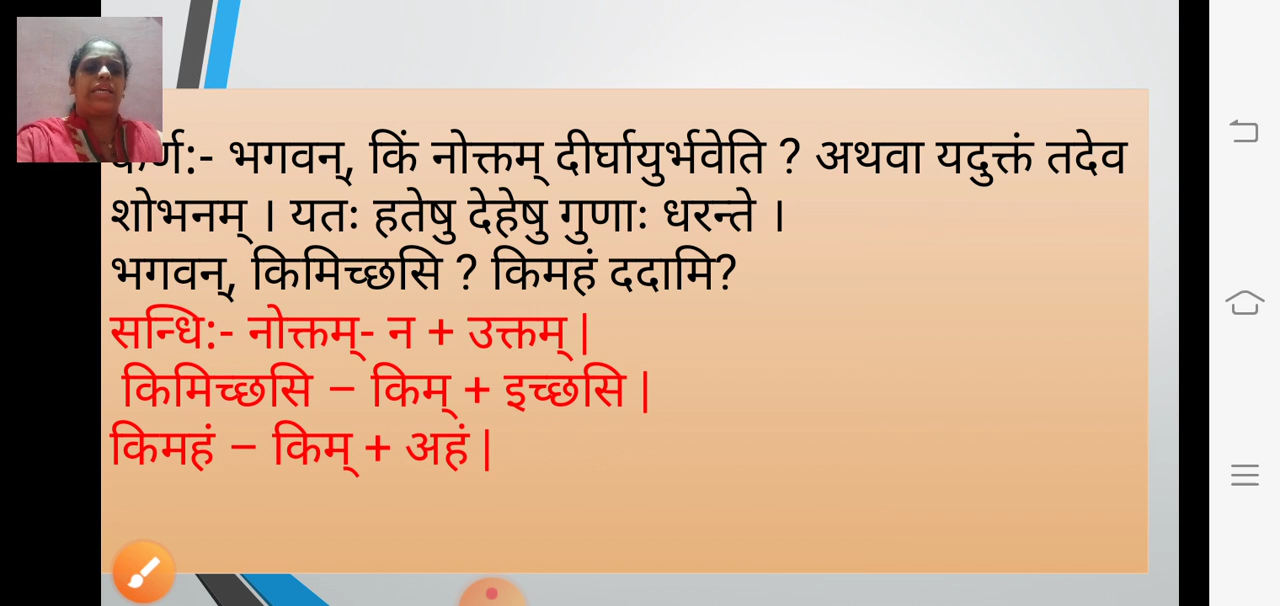 कर्ण:- भगवन्, किं नोक्तम् दीर्घायुर्भवेति ? अथवा यदुक्तं तदेव
शोभनम् । यतः हतेषु देहेषु गुणाः धरन्ते ।
भगवन्, किमिच्छसि ? किमहं ददामि?
सन्धि:- नोक्तम्- न + उक्तम् |
किमिच्छसि – किम् + इच्छसि |
किमहं – किम् + अहं |